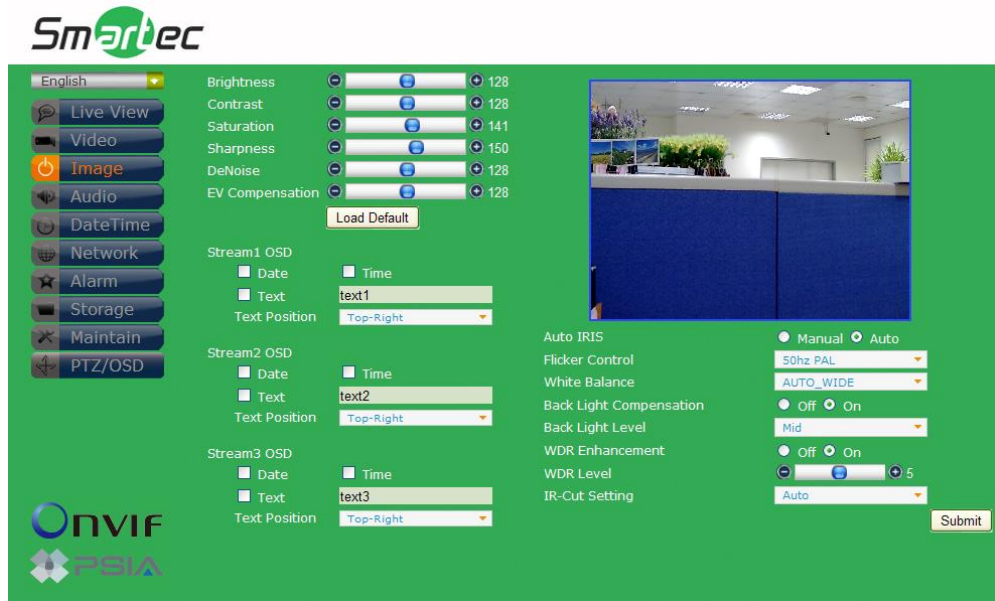 Smartec
English
Live View
Video
Image
Audio
DateTime
Network
Alarm
Storage
Maintain
PTZ/OSD
Onvif
PSIA
Brightness 128
Contrast 128
Saturation 141
Sharpness 150
DeNoise 128
EV Compensation 128
Load Default
Stream1 OSD
Date Time
Text text1
Text Position Top-Right
Stream2 OSD
Date Time
Text text2
Text Position Top-Right
Stream3 OSD
Date Time
Text text3
Text Position Top-Right
Auto IRIS Manual Auto
Flicker Control 50hz PAL
White Balance AUTO_WIDE
Back Light Compensation Off On
Back Light Level Mid
WDR Enhancement Off On
WDR Level 5
IR-Cut Setting Auto
Submit